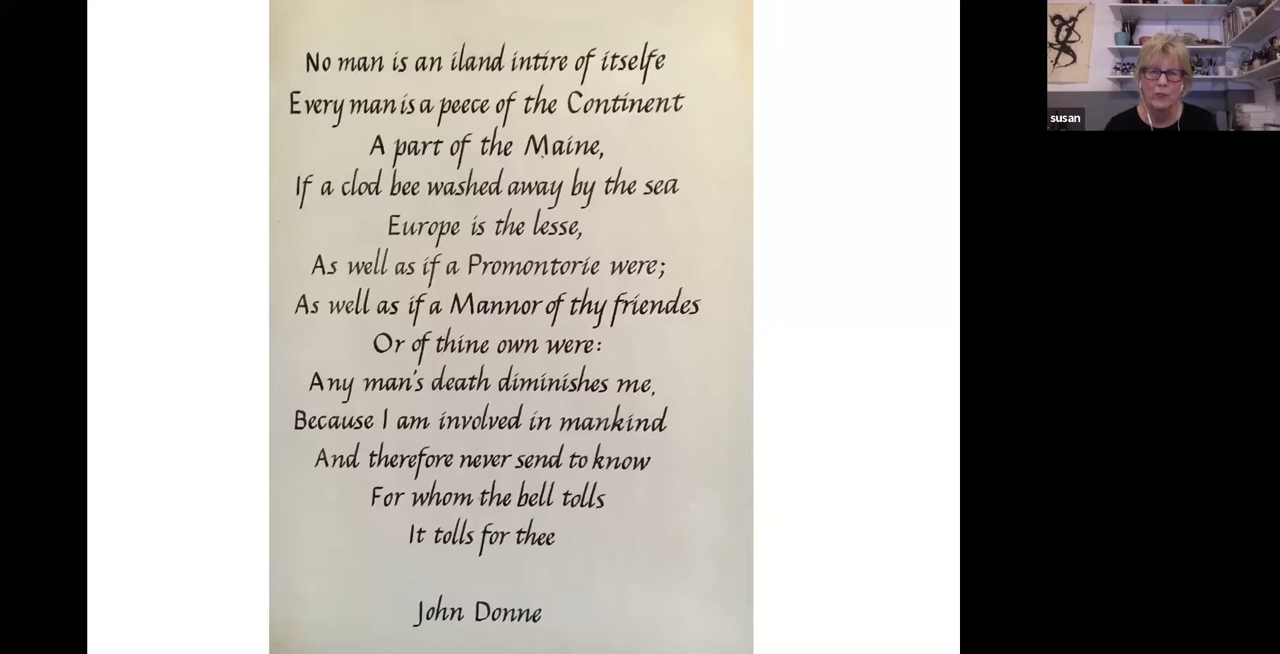 No man is an iland intire of itselfe
Every man is a peece of the Continent
A part of the Maine,
If a clod bee washed away by the sea
Europe is the lesse,
As well as if a Promontorie were;
As well as if a Mannor of thy friendes
Or of thine own were:
Any man's death diminishes me,
Because I am involved in mankind
And therefore never send to know
For whom the bell tolls
It tolls for thee
John Donne
susan